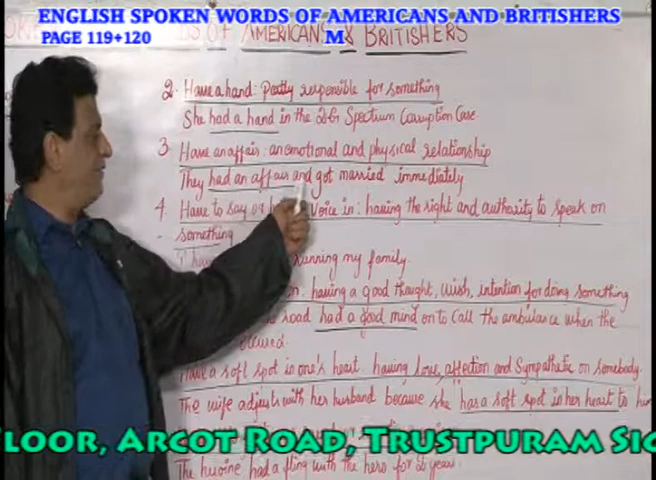 ENGLISH SPOKEN WORDS OF AMERICANS AND BRITISHERS
PAGE 119+120 M
OF AMERICANS & BRITISHERS
2. Have a hand: Partly responsible for something
She had a hand in the 2G Spectrum Corruption Case
3. Have an affair: an emotional and physical relationship
They had an affair and got married immediately
4. Have to say or Voice in: having the right and authority to speak on
something
running my family.
having a good thought, wish, intention for doing something
road had a good mind on to call the ambulance when the
Have a soft spot in one's heart. having love, affection and Sympathetic on somebody.
The wife adjusts with her husband because she has a soft spot in her heart to
FLOOR, ARCOT ROAD, TRUSTPURAM
The heroine had a fling with the hero for 2 years.